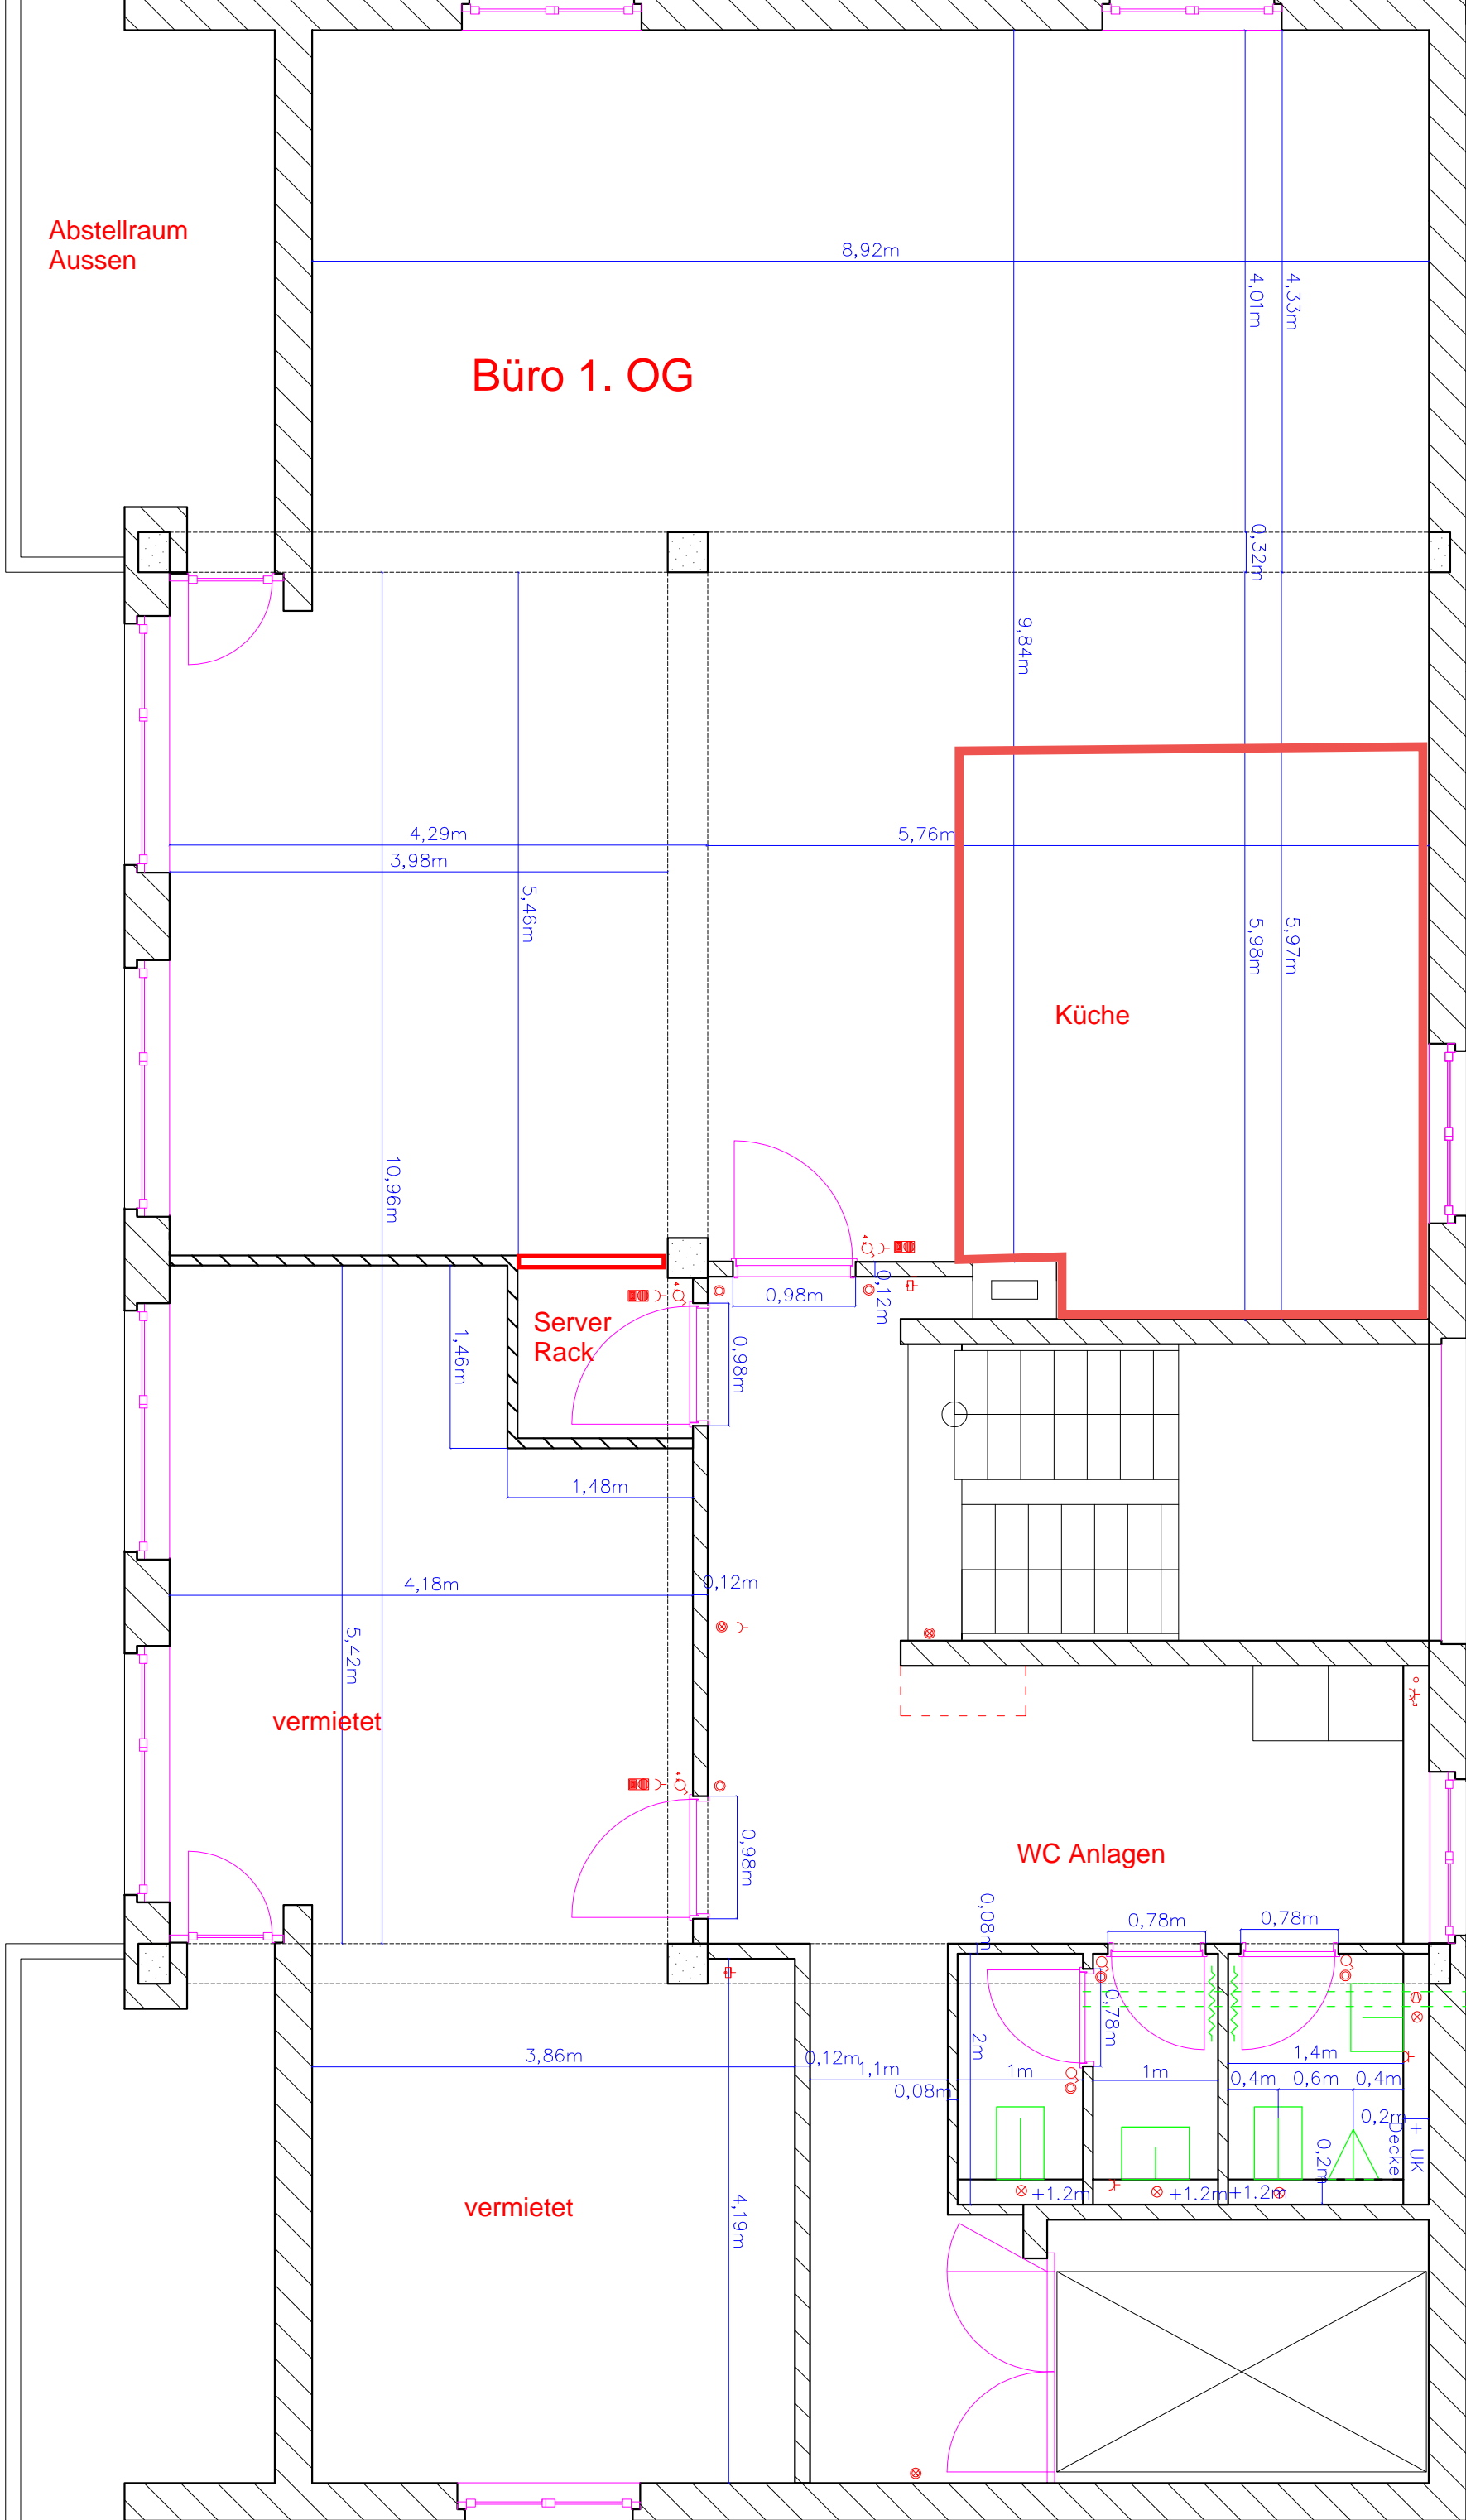 Abstellraum
Aussen
8,92m
4,01m
4,33m
Büro 1. OG
0,32m
9,84m
4,29m
5,76m
3,98m
5,46m
5,98m
5,97m
Küche
10,96m
0,98m
0,12m
Server
Rack
1,46m
0,98m
1,48m
4,18m
0,12m
5,42m
vermietet
0,98m
WC Anlagen
0,08m
0,78m
0,78m
0,78m
2m
3,86m
0,12m
1,1m
1m
1m
1,4m
0,08m
0,4m
0,6m
0,4m
0,2m
+ UK
Decke
0,2m
+1.2m
+1.2m
+1.2m
vermietet
4,19m